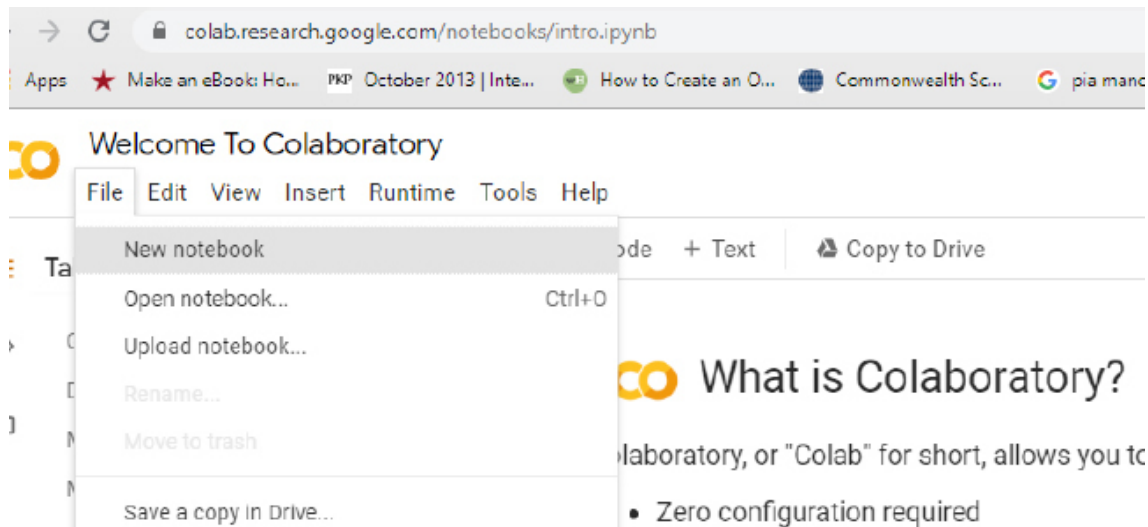 colab.research.google.com/notebooks/intro.ipynb
Apps Make an eBook: Ho... PKP October 2013 | Inte... How to Create an O... Commonwealth Sc... G pia
Welcome To Colaboratory
File Edit View Insert Runtime Tools Help
New notebook
+ Text Copy to Drive
Ta
Open notebook... Ctrl+O
Upload notebook...
Rename...
Move to trash
Save a copy in Drive...
What is Colaboratory?
or "Colab" for short, allows you to
• Zero configuration required